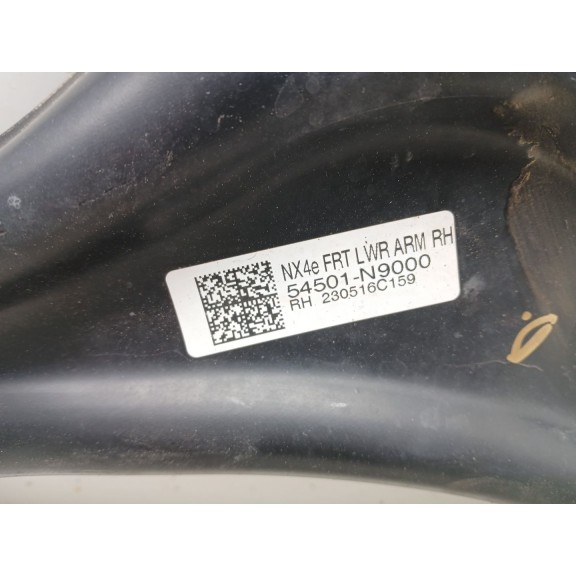 NX4e FRT LWR ARM RH
54501-N9000
RH 230516C159